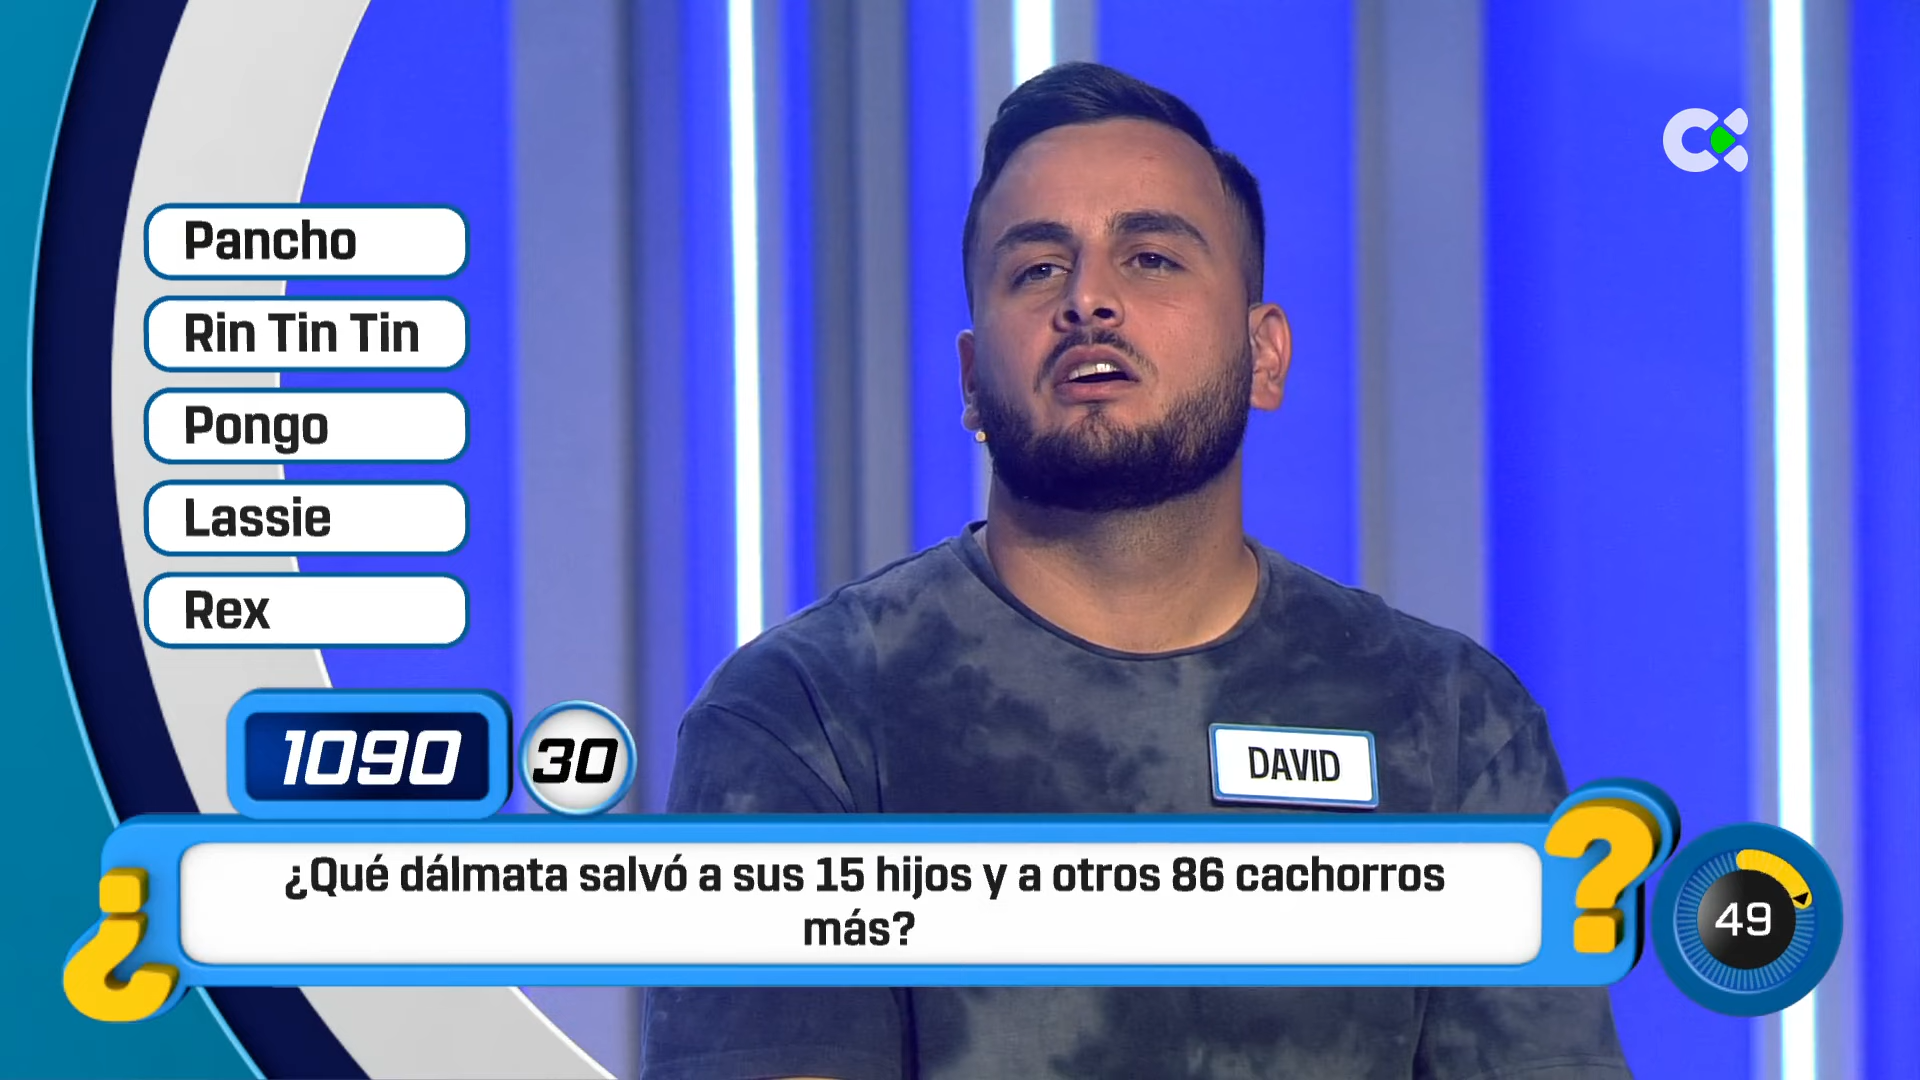 Pancho
Rin Tin Tin
Pongo
Lassie
Rex
1090
30
DAVID
¿Qué dálmata salvó a sus 15 hijos y a otros 86 cachorros
más?
49